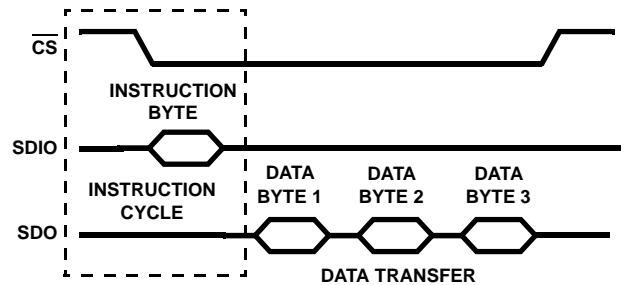 CS
INSTRUCTION
BYTE
SDIO
INSTRUCTION
CYCLE
DATA
BYTE 1
DATA
BYTE 2
DATA
BYTE 3
SDO
DATA TRANSFER